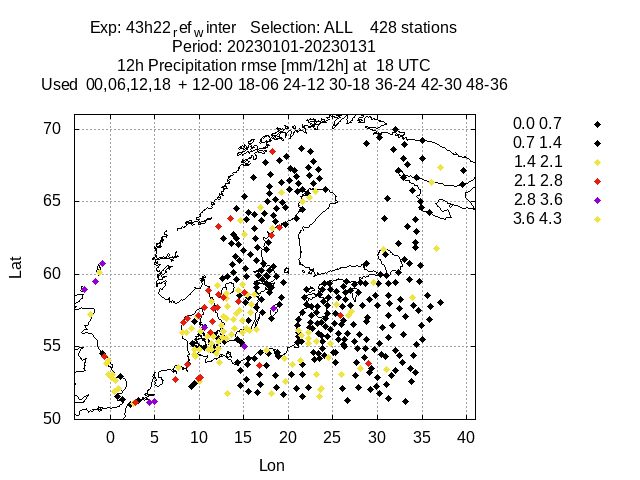 Exp: 43h22ref winter Selection: ALL 428 stations
Period: 20230101-20230131
12h Precipitation rmse [mm/12h] at 18 UTC
Used 00,06,12,18 + 12-00 18-06 24-12 30-18 36-24 42-30 48-36
70
65
60
55
50
Lat
0 5 10 15 20 25 30 35 40
Lon
0.0 0.7
0.7 1.4
1.4 2.1
2.1 2.8
2.8 3.6
3.6 4.3